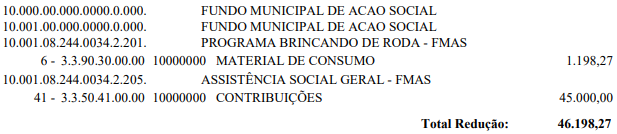 10.000.00.000.0000.0.000. FUNDO MUNICIPAL DE ACAO SOCIAL
10.001.00.000.0000.0.000. FUNDO MUNICIPAL DE ACAO SOCIAL
10.001.08.244.0034.2.201. PROGRAMA BRINCANDO DE RODA - FMAS
6 - 3.3.90.30.00.00 10000000 MATERIAL DE CONSUMO 1.198,27
10.001.08.244.0034.2.205. ASSISTÊNCIA SOCIAL GERAL - FMAS
41 - 3.3.50.41.00.00 10000000 CONTRIBUIÇÕES 45.000,00
Total Redução: 46.198,27